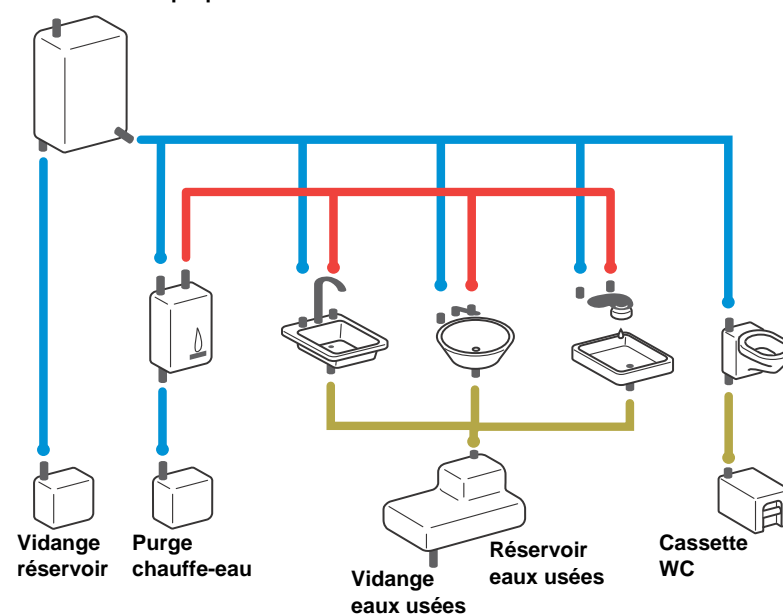 Vidange
réservoir
Purge
chauffe-eau
Vidange
eaux usées
Réservoir
eaux usées
Cassette
WC